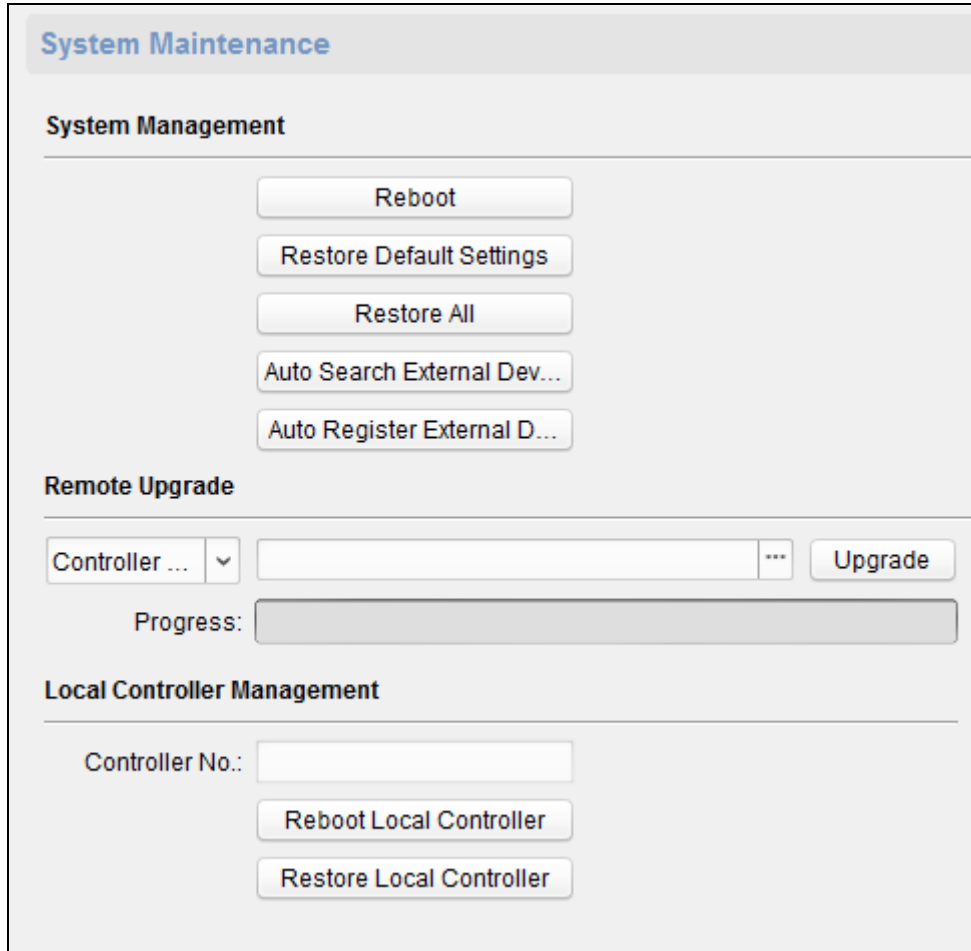 System Maintenance
System Management
Reboot
Restore Default Settings
Restore All
Auto Search External Dev...
Auto Register External D...
Remote Upgrade
Controller ... ... Upgrade
Progress:
Local Controller Management
Controller No.:
Reboot Local Controller
Restore Local Controller